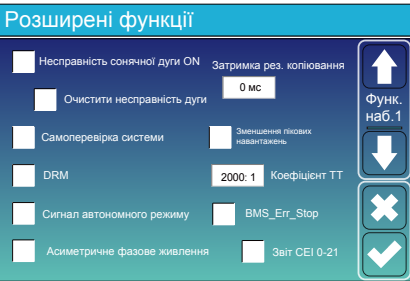 Розширені функції
Несправність сонячної дуги ON
Затримка рез. копіювання
0 мс
Очистити несправність дуги
Функ.
наб.1
Самоперевірка системи
Зменшення пікових
навантажень
DRM
2000: 1
Коефіцієнт ТТ
Сигнал автономного режиму
BMS_Err_Stop
Асиметричне фазове живлення
Звіт CEI 0-21